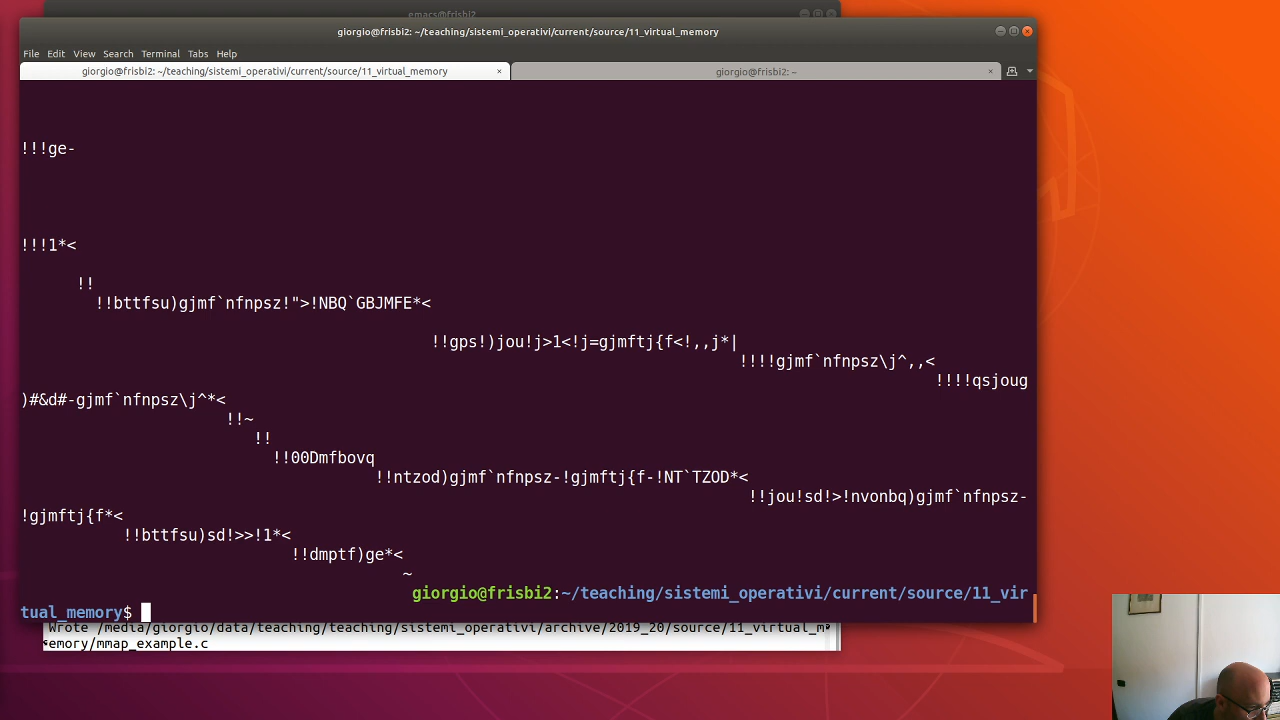 emacs@frisbi2
giorgio@frisbi2: ~/teaching/sistemi_operativi/current/source/11_virtual_memory
File Edit View Search Terminal Tabs Help
giorgio@frisbi2: ~/teaching/sistemi_operativi/current/source/11_virtual_memory × giorgio@frisbi2: ~ ×
!!!ge-
!!!1*<
!!
!!bttfsu)gjmf`nfnpsz!">!NBQ`GBJMFE*<
!!gps!)jou!j>1<!j=gjmftj{f<!,,j*|
!!!!gjmf`nfnpsz\j^,,<
!!!!qsjoug
)#&d#-gjmf`nfnpsz\j^*<
!!~
!!
!!00Dmfbovq
!!ntzod)gjmf`nfnpsz-!gjmftj{f-!NT`TZOD*<
!!jou!sd!>!nvonbq)gjmf`nfnpsz-
!gjmftj{f*<
!!bttfsu)sd!>>!1*<
!!dmptf)ge*<
~
giorgio@frisbi2:~/teaching/sistemi_operativi/current/source/11_vir
tual_memory$
Wrote /media/giorgio/data/teaching/teaching/sistemi_operativi/archive/2019_20/source/11_virtual_m
emory/mmap_example.c